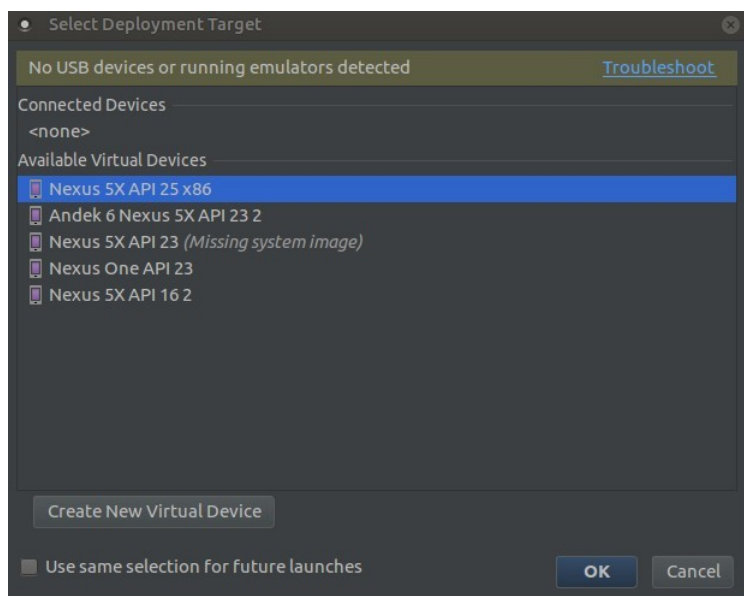 Select Deployment Target
No USB devices or running emulators detected Troubleshoot
Connected Devices
<none>
Available Virtual Devices
Nexus 5X API 25 x86
Andek 6 Nexus 5X API 23 2
Nexus 5X API 23 (Missing system image)
Nexus One API 23
Nexus 5X API 16 2
Create New Virtual Device
Use same selection for future launches
OK Cancel